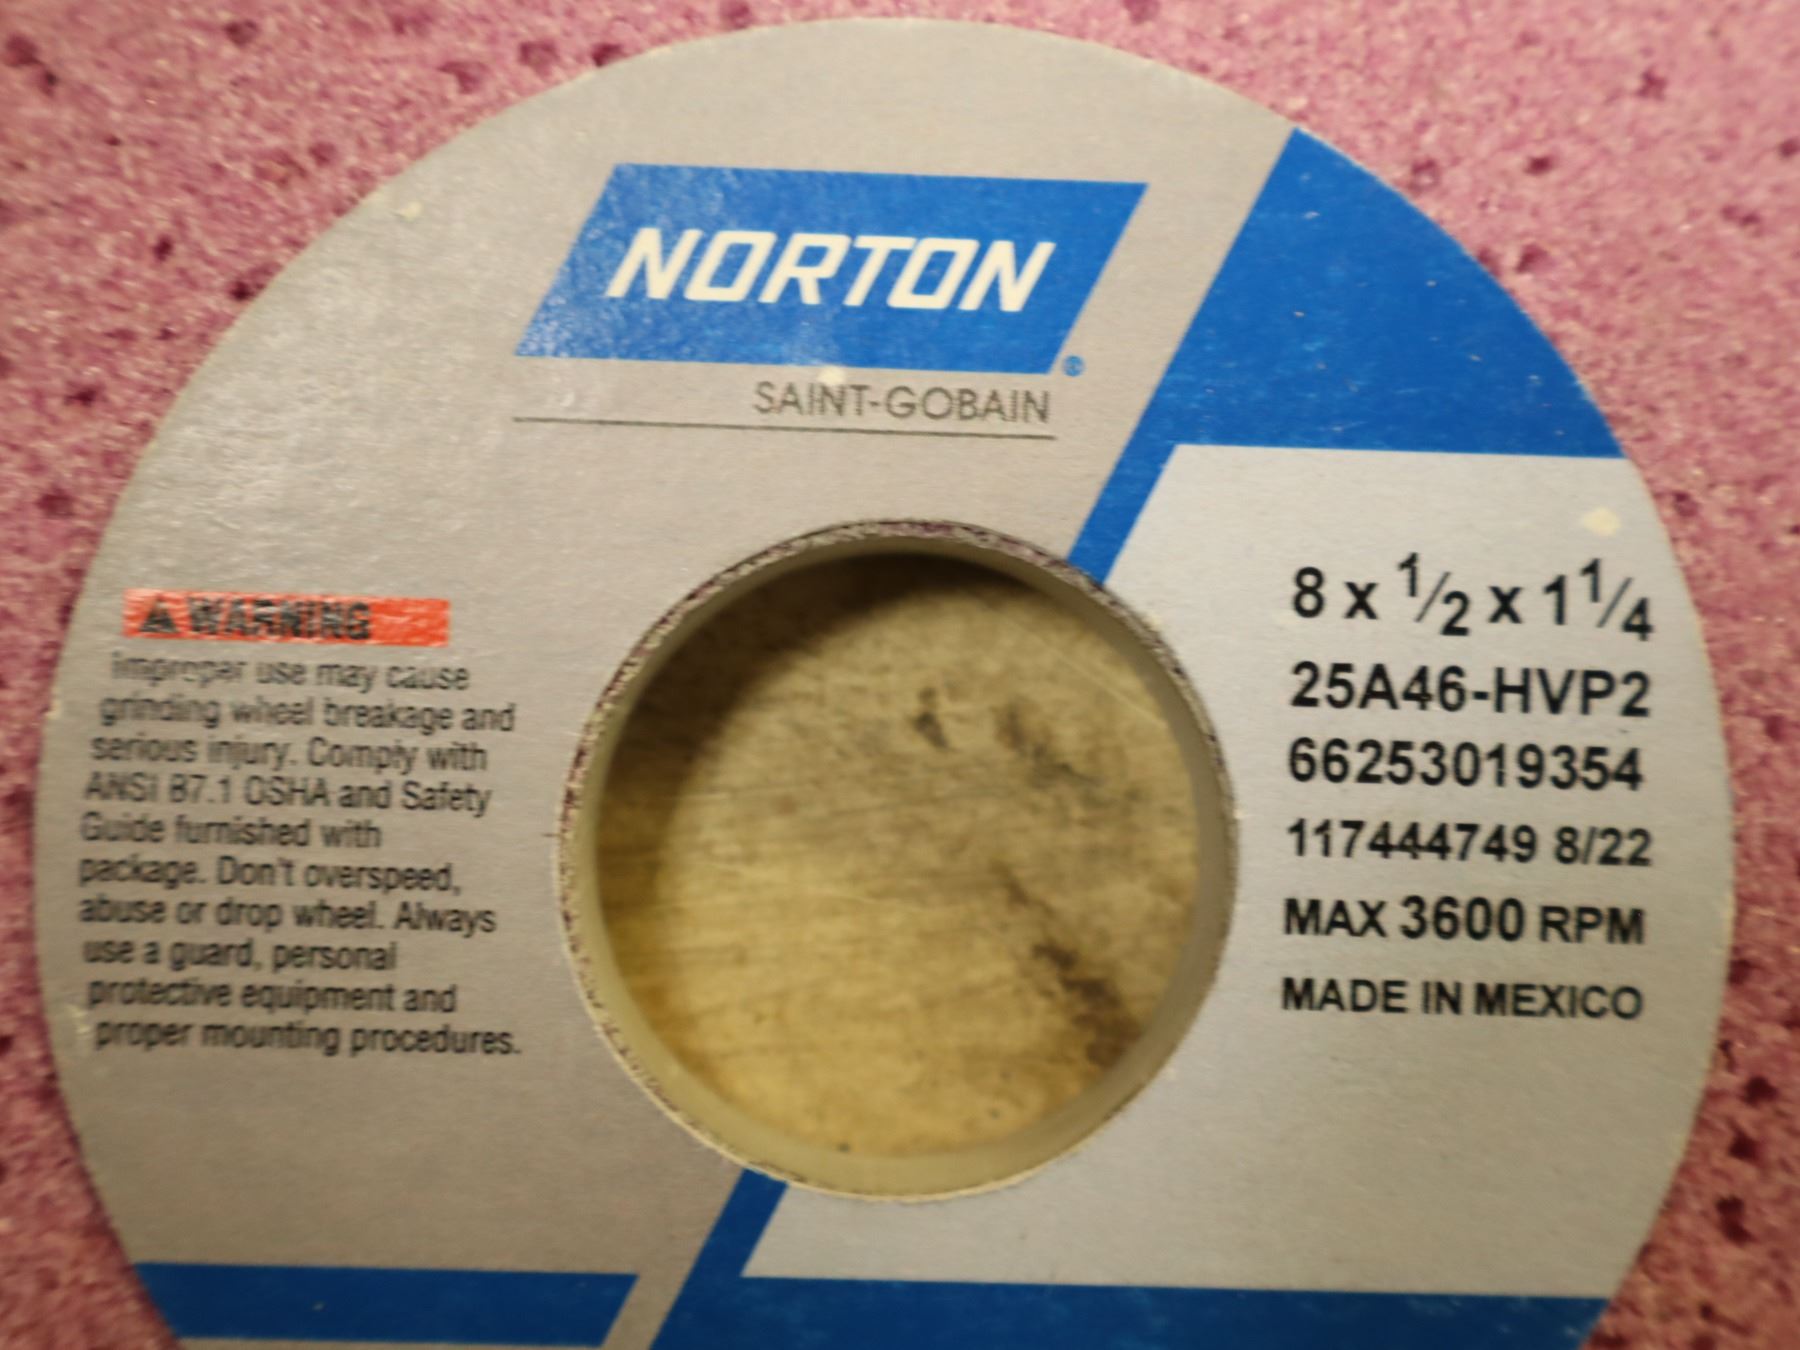 NORTON
®
SAINT-GOBAIN
WARNING
Improper use may cause
grinding wheel breakage and
serious injury. Comply with
ANSI B7.1 OSHA and Safety
Guide furnished with
package. Don't overspeed,
abuse or drop wheel. Always
use a guard, personal
protective equipment and
proper mounting procedures.
8 x 1/2 x 1 1/4
25A46-HVP2
66253019354
117444749 8/22
MAX 3600 RPM
MADE IN MEXICO